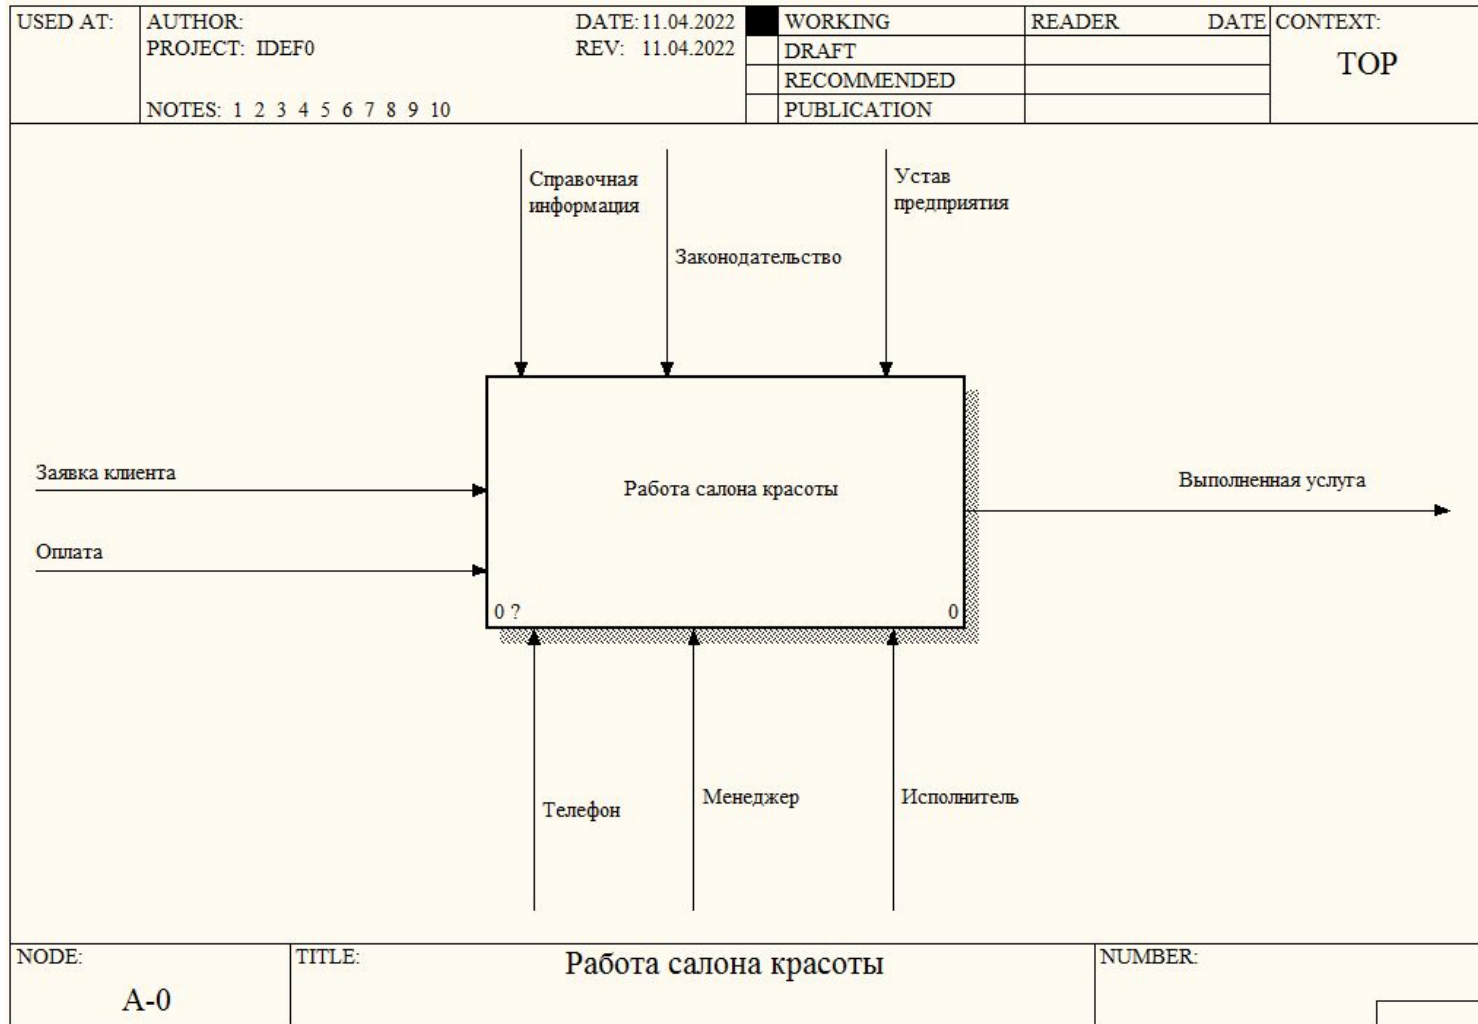 USED AT:
AUTHOR:
DATE: 11.04.2022
WORKING
READER
DATE
CONTEXT:
PROJECT: IDEF0
REV: 11.04.2022
DRAFT
TOP
RECOMMENDED
NOTES: 1 2 3 4 5 6 7 8 9 10
PUBLICATION
Справочная
информация
Законодательство
Устав
предприятия
Заявка клиента
Оплата
Работа салона красоты
0 ?
0
Выполненная услуга
Телефон
Менеджер
Исполнитель
NODE:
A-0
TITLE:
Работа салона красоты
NUMBER: